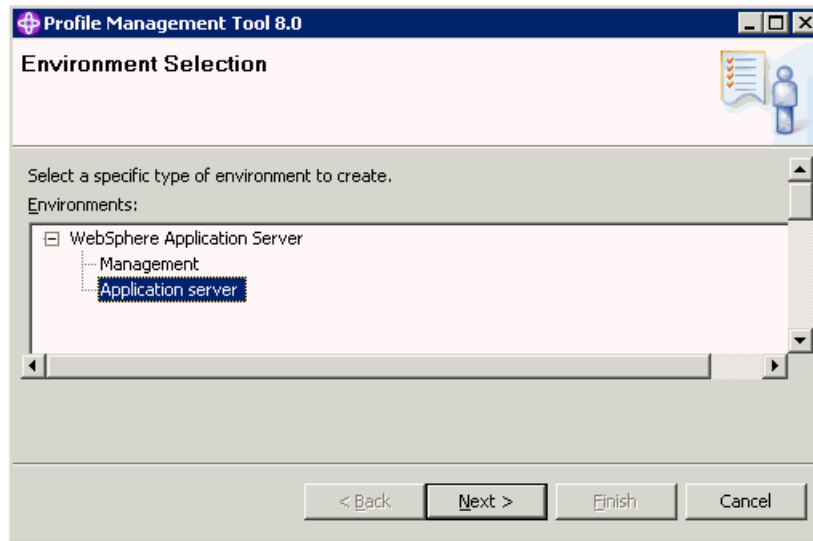 Profile Management Tool 8.0
Environment Selection
Select a specific type of environment to create.
Environments:
WebSphere Application Server
Management
Application server
< Back
Next >
Finish
Cancel